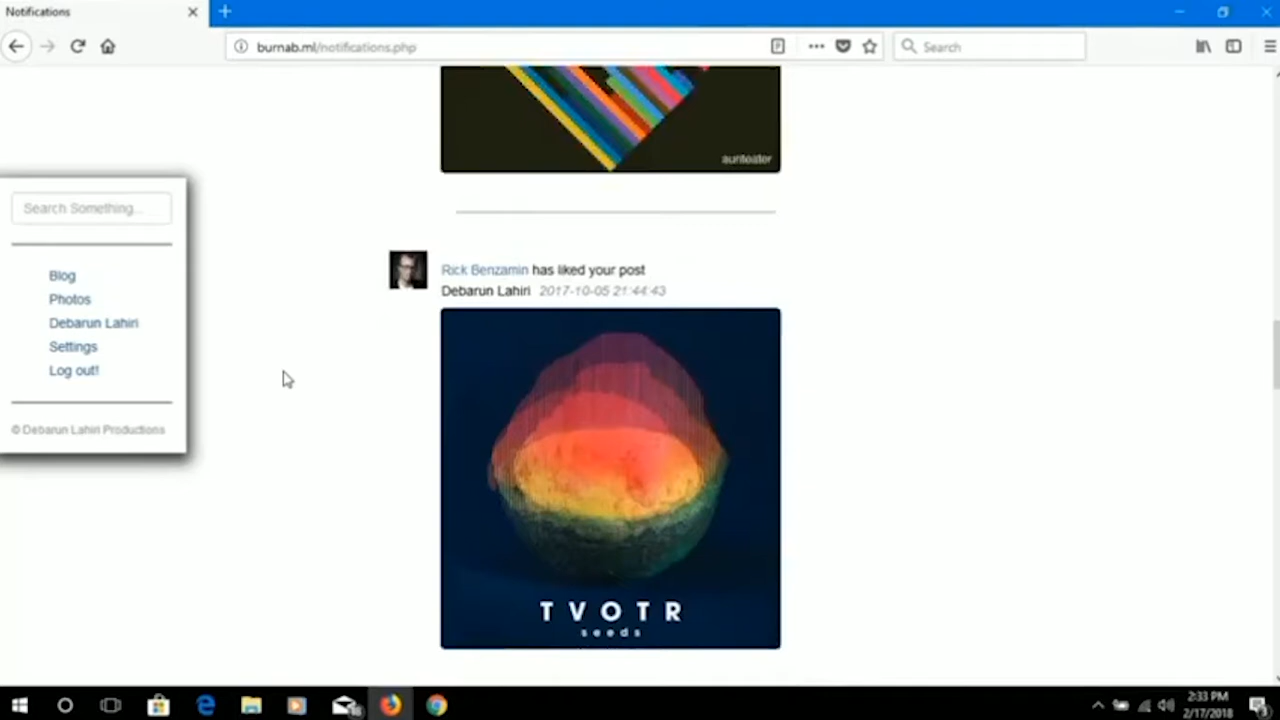 Notifications
burnab.ml/notifications.php
Search
aunteater
Search Something...
Blog
Photos
Debarun Lahiri
Settings
Log out!
© Debarun Lahiri Productions
Rick Benzamin has liked your post
Debarun Lahiri 2017-10-05 21:44:43
TVOTR
seeds
2:33 PM
2/17/2018